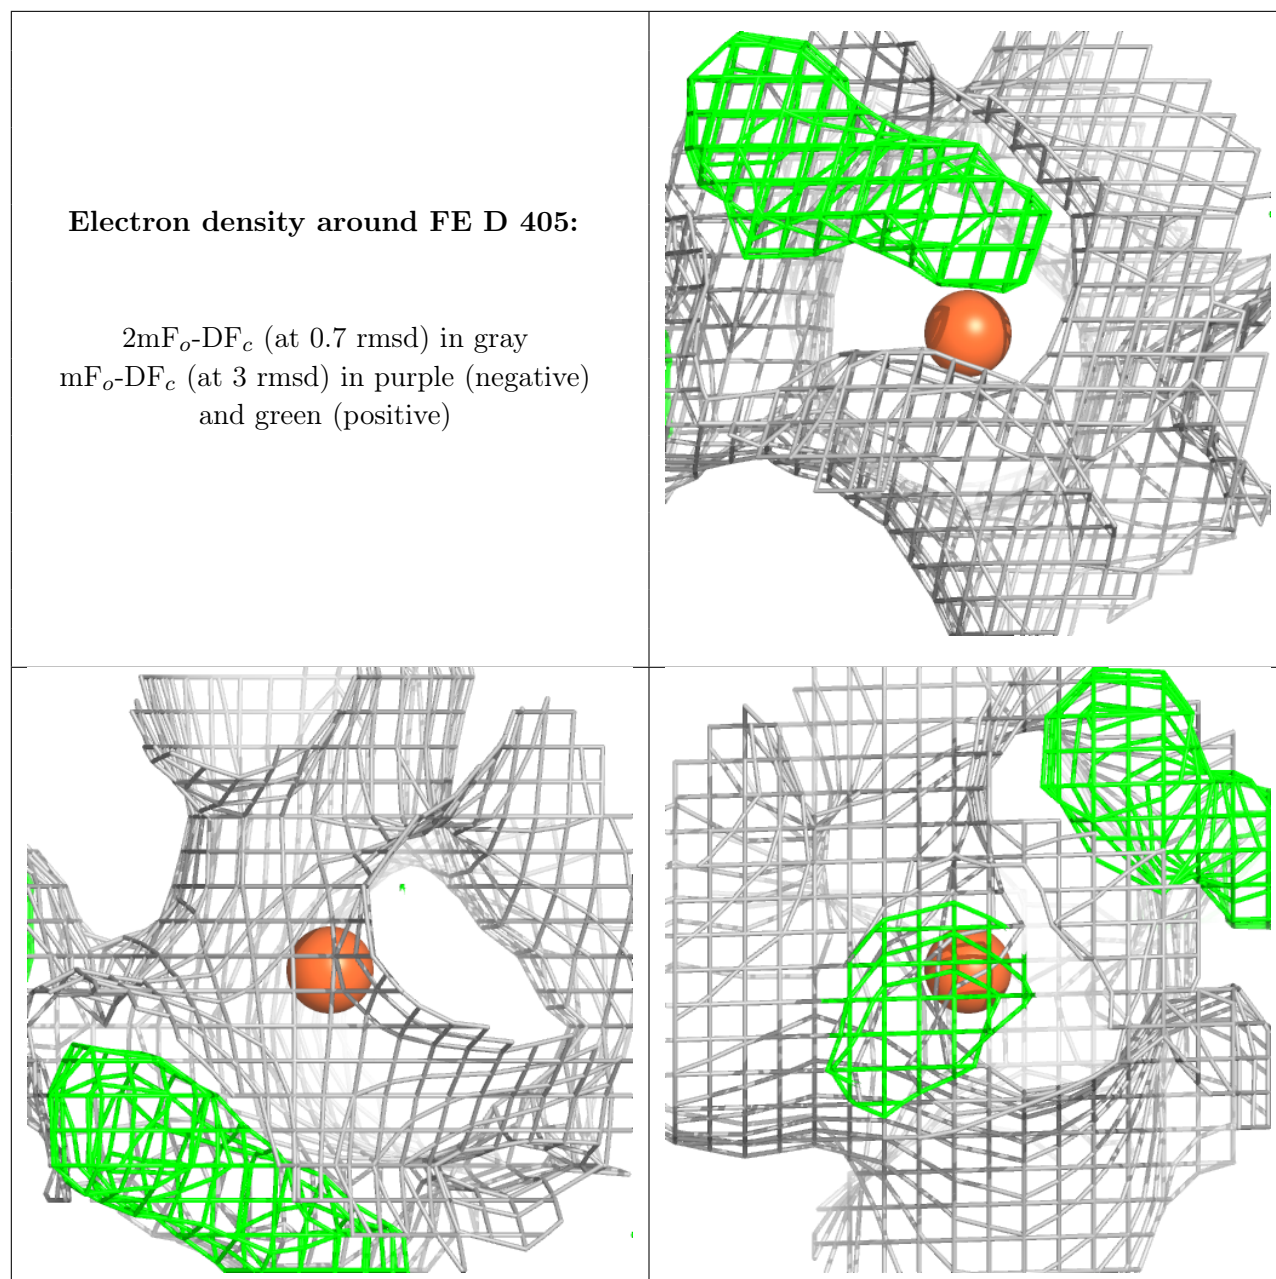 Electron density around FE D 405:
2mFo-DFc (at 0.7 rmsd) in gray
mFo-DFc (at 3 rmsd) in purple (negative)
and green (positive)